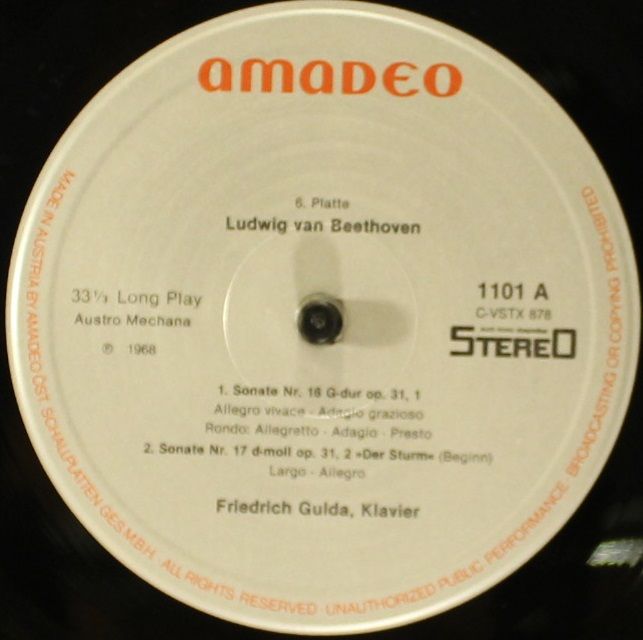 amaDEO
6. Platte
Ludwig van Beethoven
33⅓ Long Play
Austro Mechana
℗ 1968
1101 A
C-VSTX 878
STEREO
1. Sonate Nr. 16 G-dur op. 31, 1
Allegro vivace - Adagio grazioso
Rondo: Allegretto - Adagio - Presto
2. Sonate Nr. 17 d-moll op. 31, 2 »Der Sturm« (Beginn)
Largo - Allegro
Friedrich Gulda, Klavier
MADE IN AUSTRIA BY AMADEO ÖST. SCHALLPLATTEN GES.M.B.H. ALL RIGHTS RESERVED UNAUTHORIZED PUBLIC PERFORMANCE · BROADCASTING OR COPYING PROHIBITED